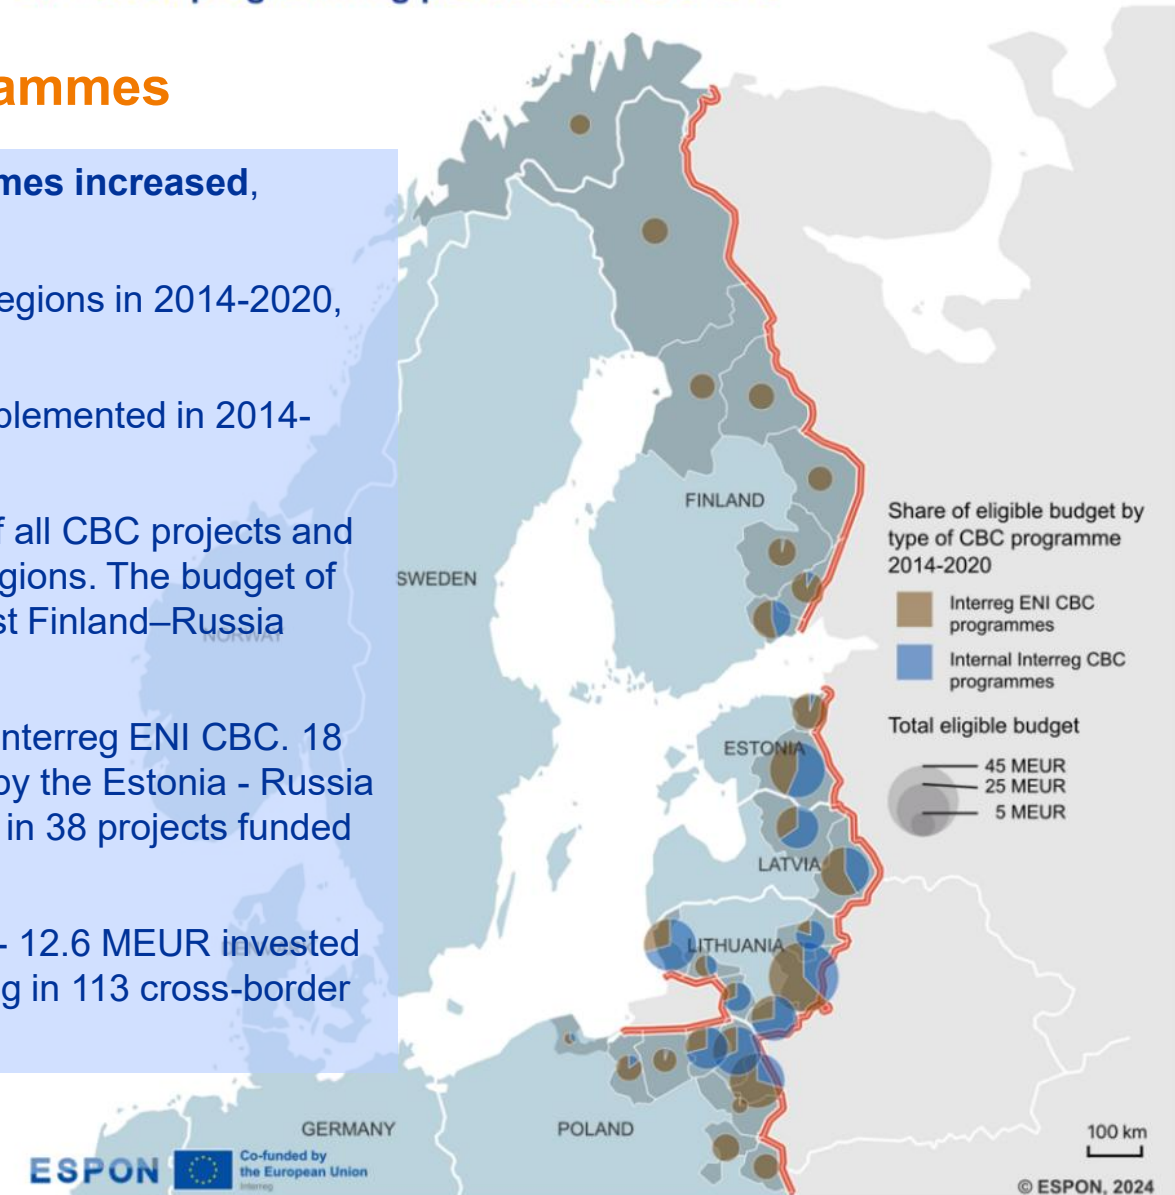 ammes
mes increased,
egions in 2014-2020,
plemented in 2014-
f all CBC projects and
gions. The budget of
st Finland–Russia
nterreg ENI CBC. 18
by the Estonia - Russia
in 38 projects funded
- 12.6 MEUR invested
g in 113 cross-border
NORWAY
SWEDEN
FINLAND
ESTONIA
LATVIA
LITHUANIA
GERMANY
POLAND
Share of eligible budget by
type of CBC programme
2014-2020
Interreg ENI CBC
programmes
Internal Interreg CBC
programmes
Total eligible budget
45 MEUR
25 MEUR
5 MEUR
100 km
ESPON
Co-funded by
the European Union
Interreg
© ESPON, 2024